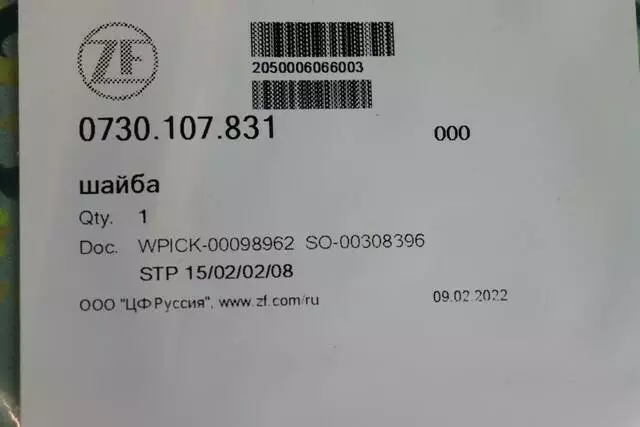 ZF
2050006066003
0730.107.831 000
шайба
Qty. 1
Doc. WPICK-00098962 SO-00308396
STP 15/02/02/08
ООО "ЦФ Руссия", www.zf.com/ru 09.02.2022